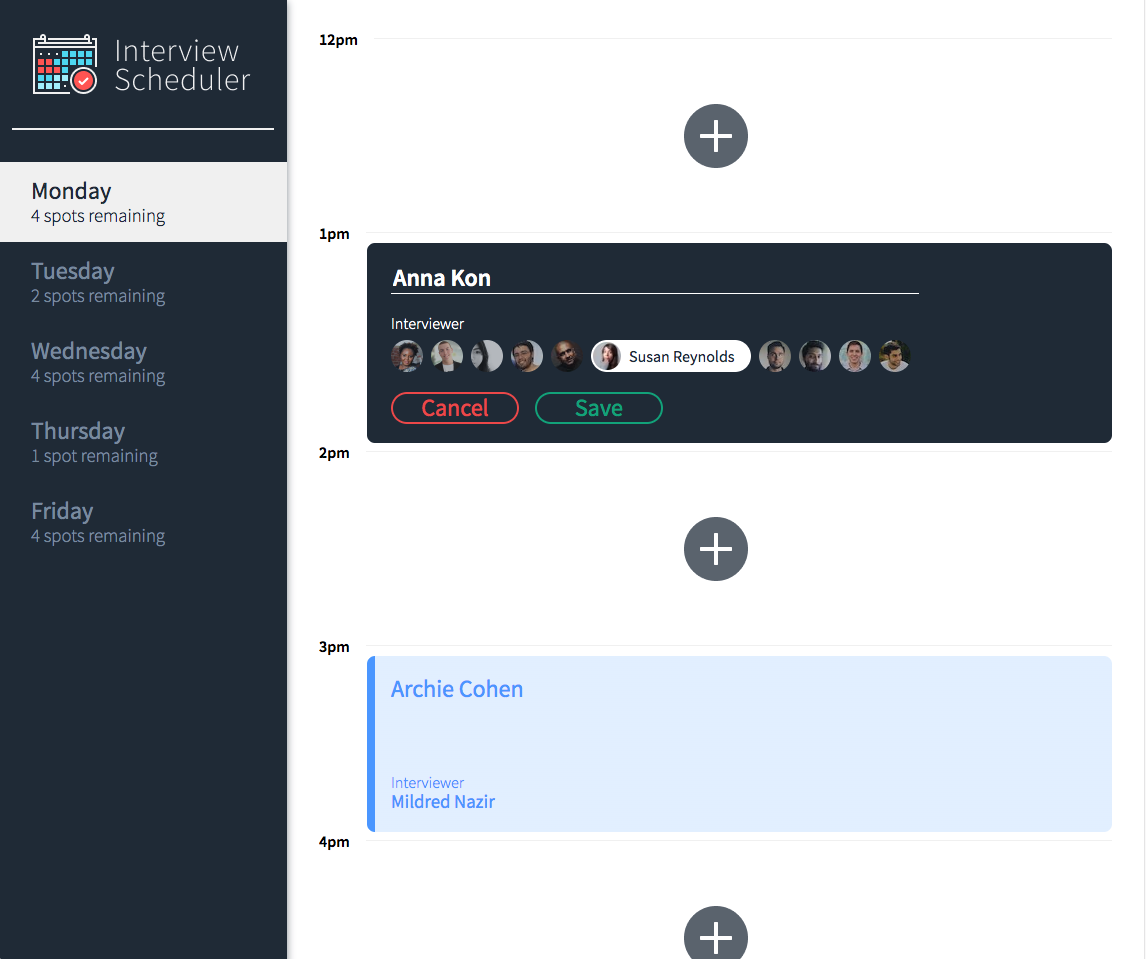 Interview
Scheduler
Monday
4 spots remaining
Tuesday
2 spots remaining
Wednesday
4 spots remaining
Thursday
1 spot remaining
Friday
4 spots remaining
12pm
1pm
Anna Kon
Interviewer
Susan Reynolds
Cancel Save
2pm
3pm
Archie Cohen
Interviewer
Mildred Nazir
4pm